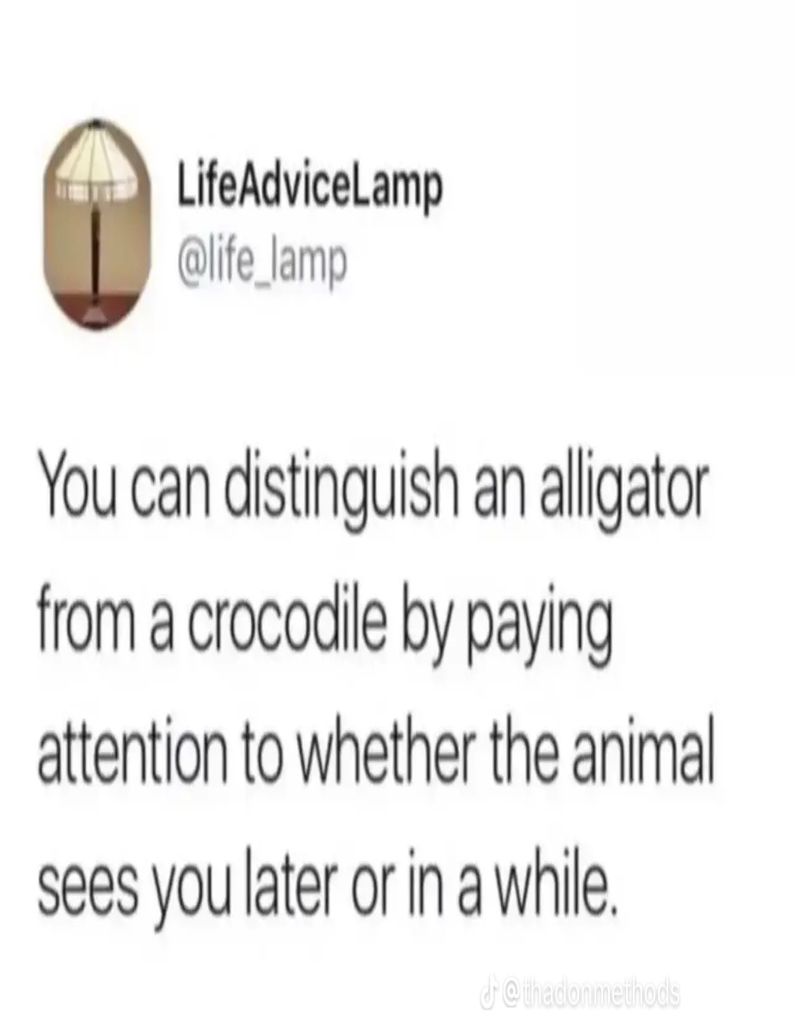 LifeAdviceLamp
@life_lamp
You can distinguish an alligator
from a crocodile by paying
attention to whether the animal
sees you later or in a while.
@thadonmethods